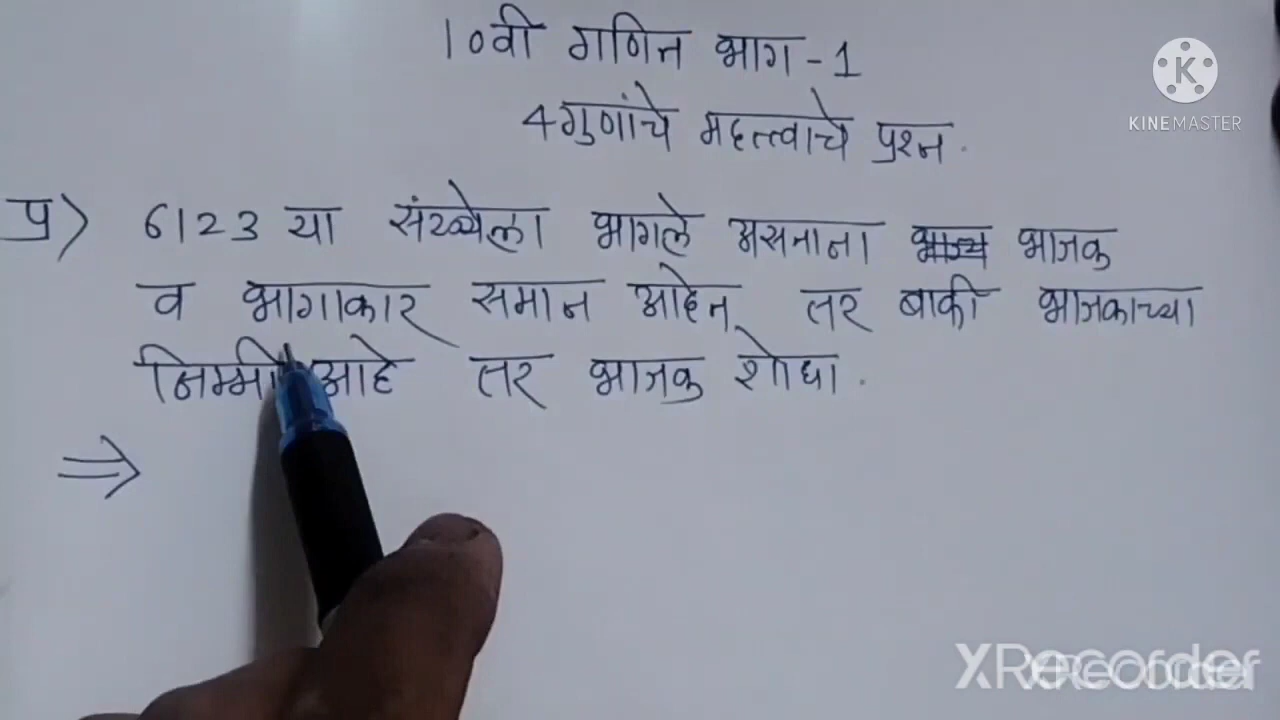 10वी गणित भाग-1
4गुणांचे महत्त्वाचे प्रश्न.
प्र) 6123 या संख्येला भागले असताना भाज्य भाजक
व भागाकार समान आहेत, तर बाकी भाजकाच्या
निम्मी आहे तर भाजक शोधा.
⇒
K
KINEMASTER
XRecorder
XRecorder